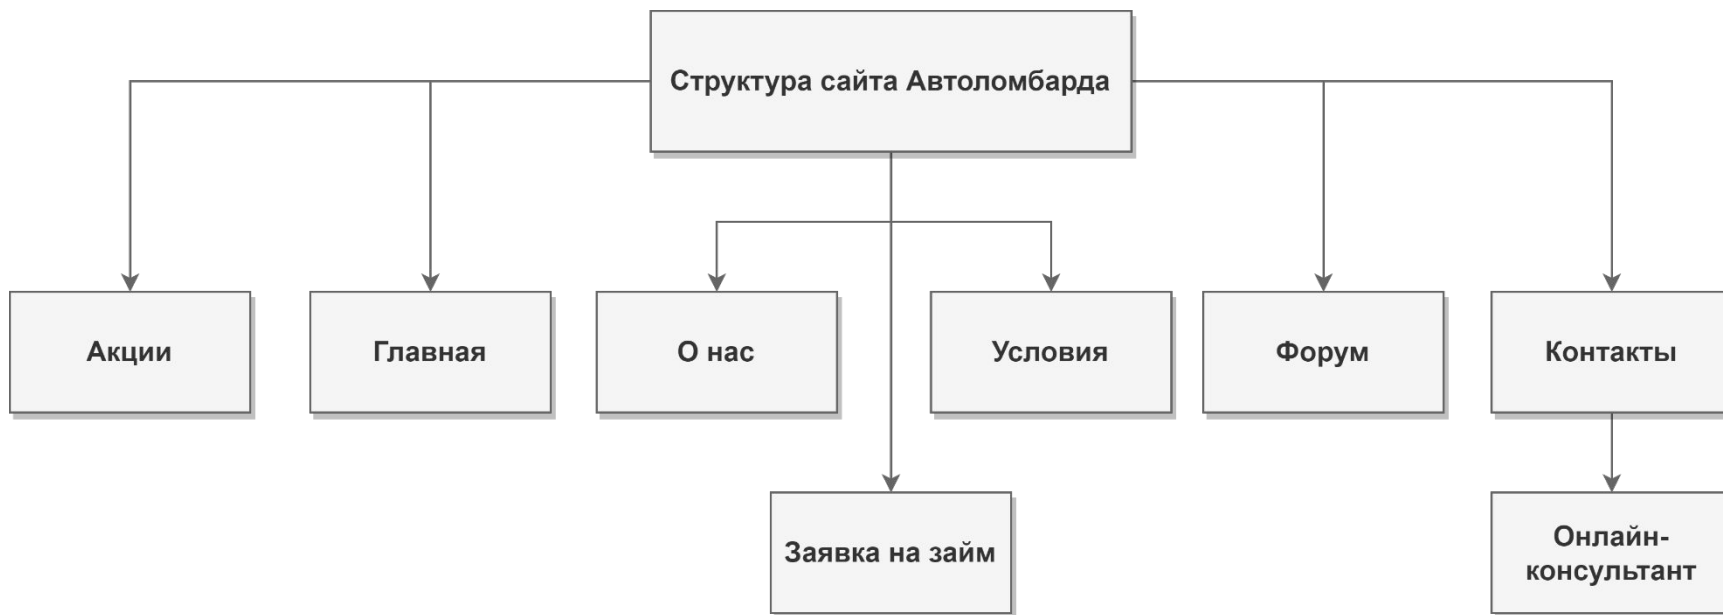 Структура сайта Автоломбарда
Акции
Главная
О нас
Условия
Форум
Контакты
Заявка на займ
Онлайн-
консультант